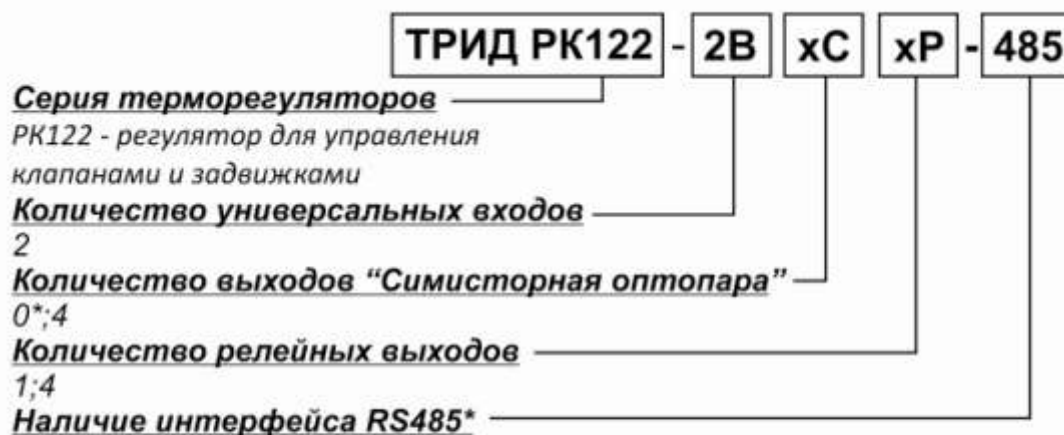 ТРИД РК122 - 2В хС хР - 485
Серия терморегуляторов
РК122 - регулятор для управления
клапанами и задвижками
Количество универсальных входов
2
Количество выходов “Симисторная оптопара”
0*;4
Количество релейных выходов
1;4
Наличие интерфейса RS485*